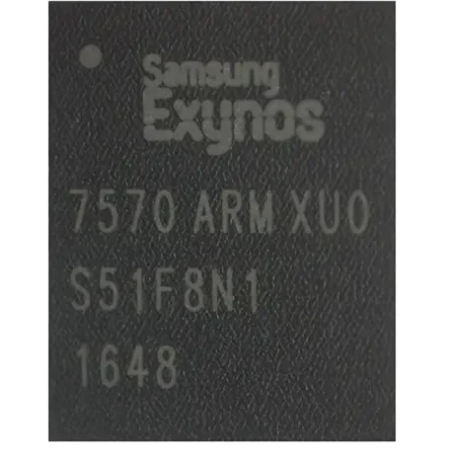 Samsung
Exynos
7570 ARM XU0
S51F8N1
1648